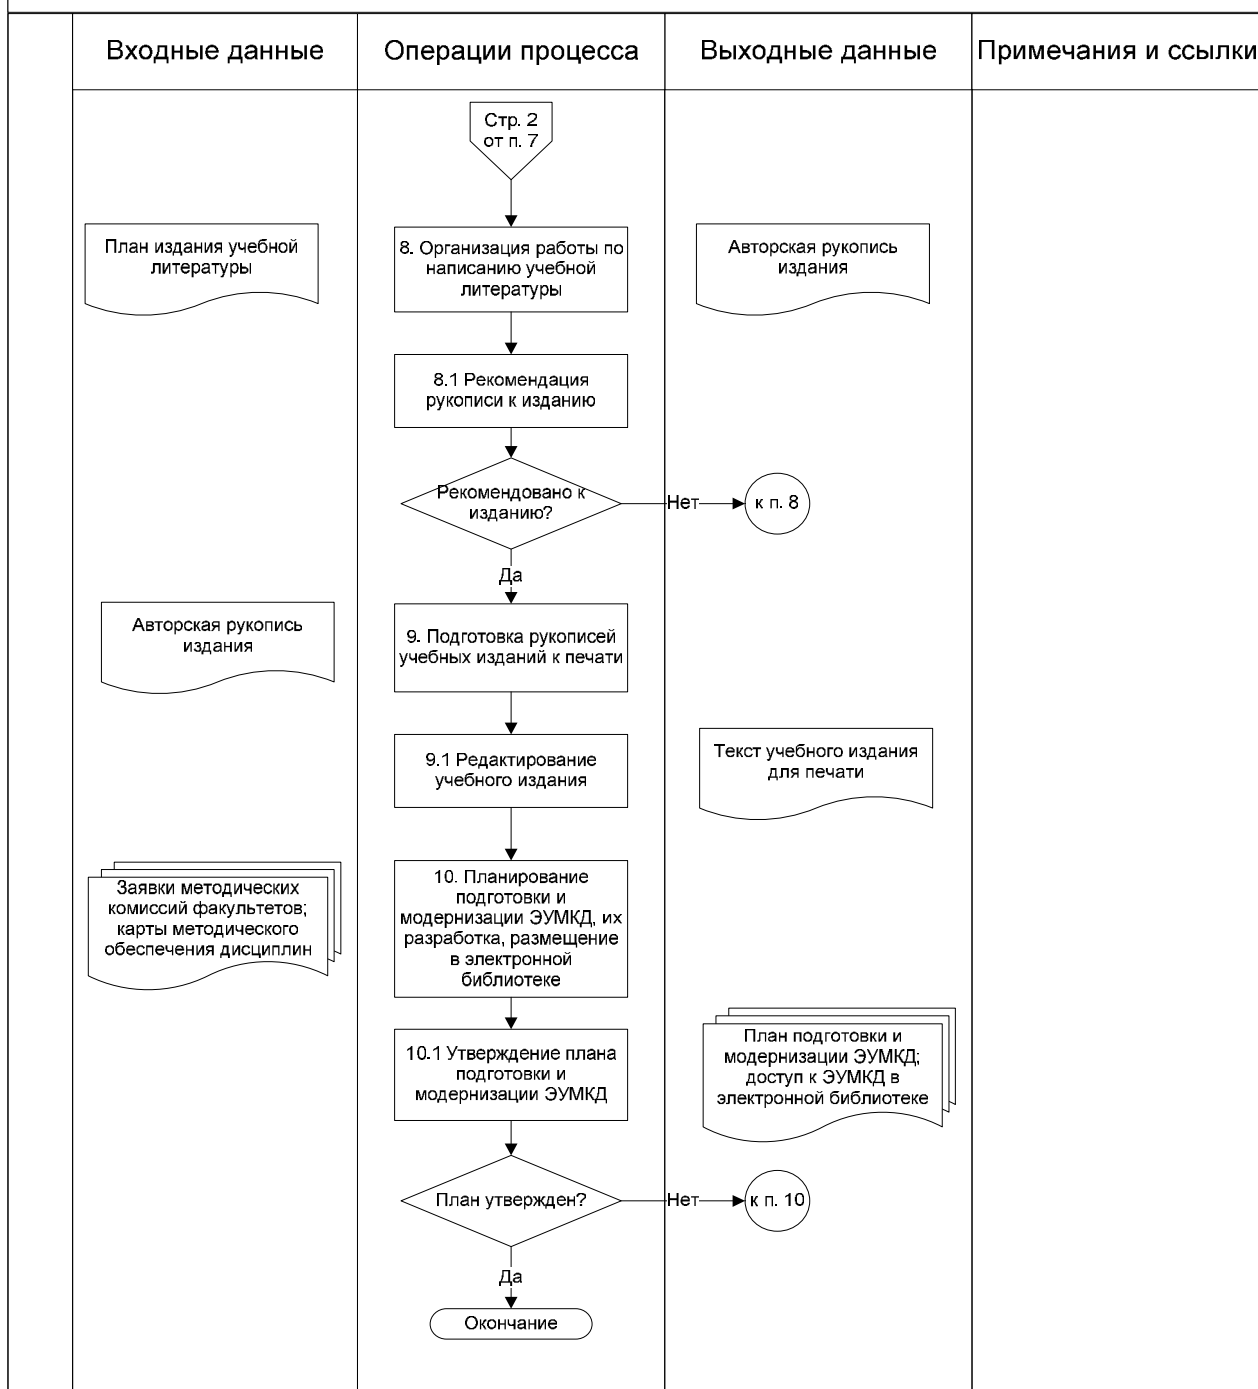 Входные данные
Операции процесса
Выходные данные
Примечания и ссылки
Стр. 2
от п. 7
План издания учебной
литературы
8. Организация работы по
написанию учебной
литературы
Авторская рукопись
издания
8.1 Рекомендация
рукописи к изданию
Рекомендовано к
изданию?
Нет
к п. 8
Да
Авторская рукопись
издания
9. Подготовка рукописей
учебных изданий к печати
9.1 Редактирование
учебного издания
Текст учебного издания
для печати
Заявки методических
комиссий факультетов;
карты методического
обеспечения дисциплин
10. Планирование
подготовки и
модернизации ЭУМКД, их
разработка, размещение
в электронной
библиотеке
10.1 Утверждение плана
подготовки и
модернизации ЭУМКД
План подготовки и
модернизации ЭУМКД;
доступ к ЭУМКД в
электронной библиотеке
План утвержден?
Нет
к п. 10
Да
Окончание